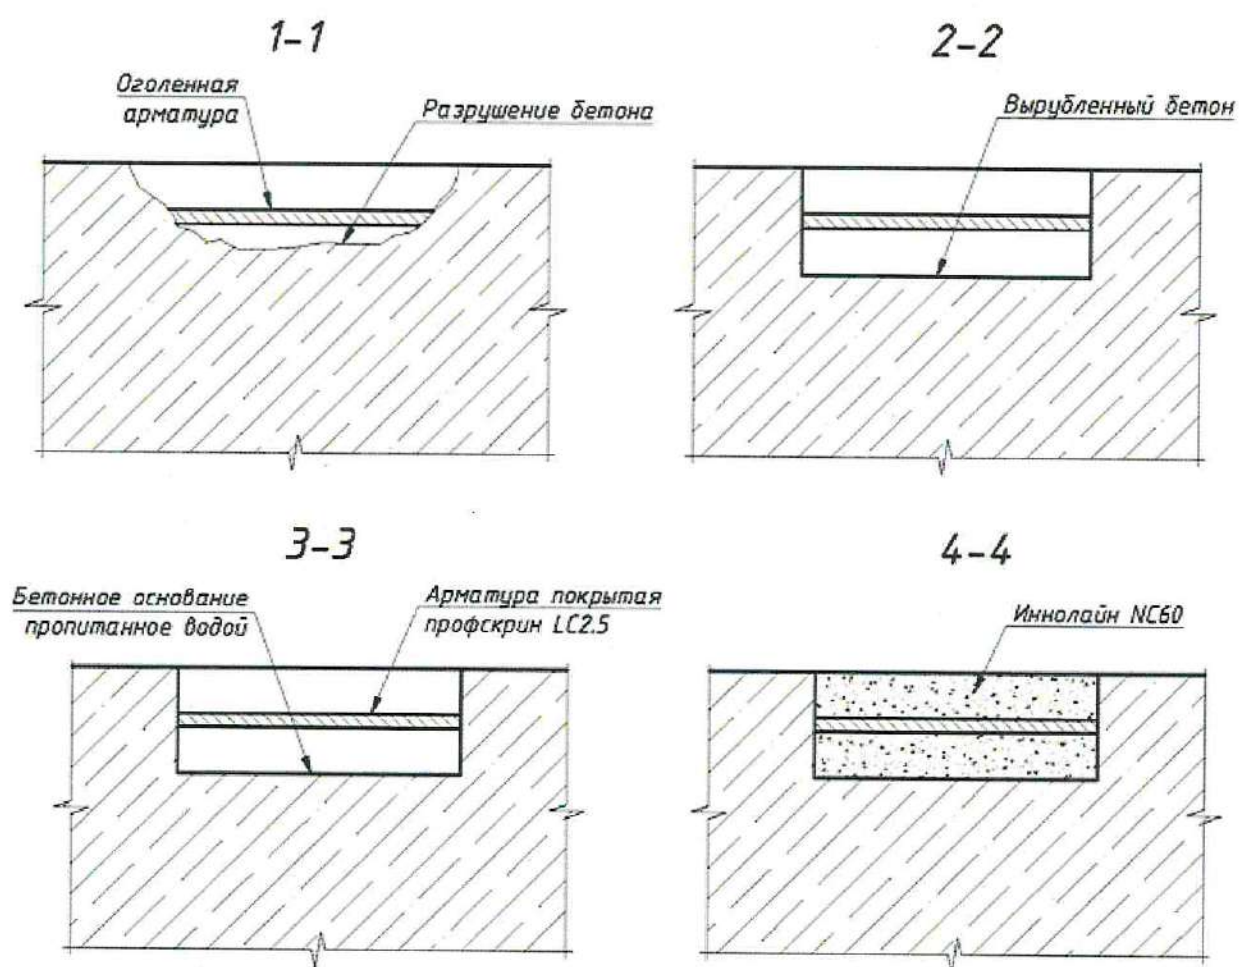 1-1
Оголенная
арматура
Разрушение бетона
2-2
Вырубленный бетон
3-3
Бетонное основание
пропитанное водой
Арматура покрытая
профскрин LC2.5
4-4
Иннолайн NC60